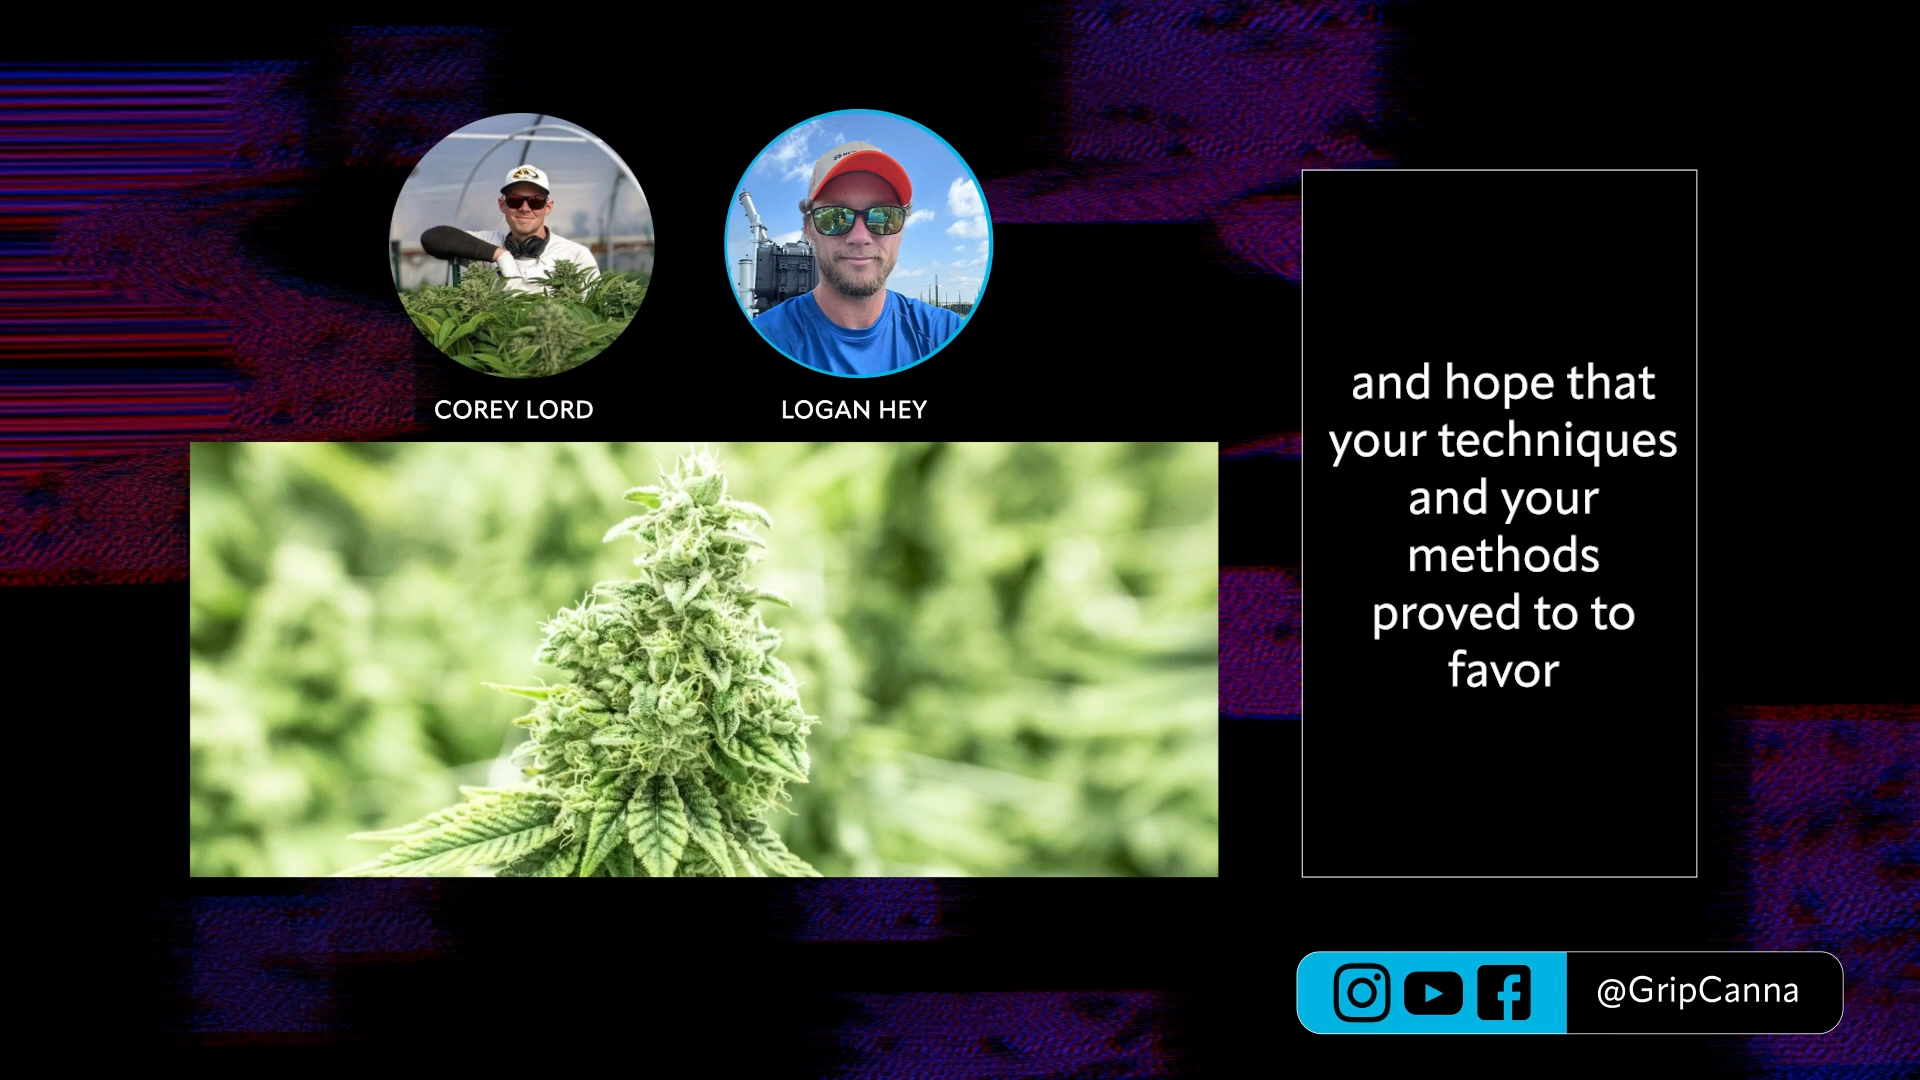 COREY LORD
LOGAN HEY
and hope that
your techniques
and your
methods
proved to to
favor
@GripCanna